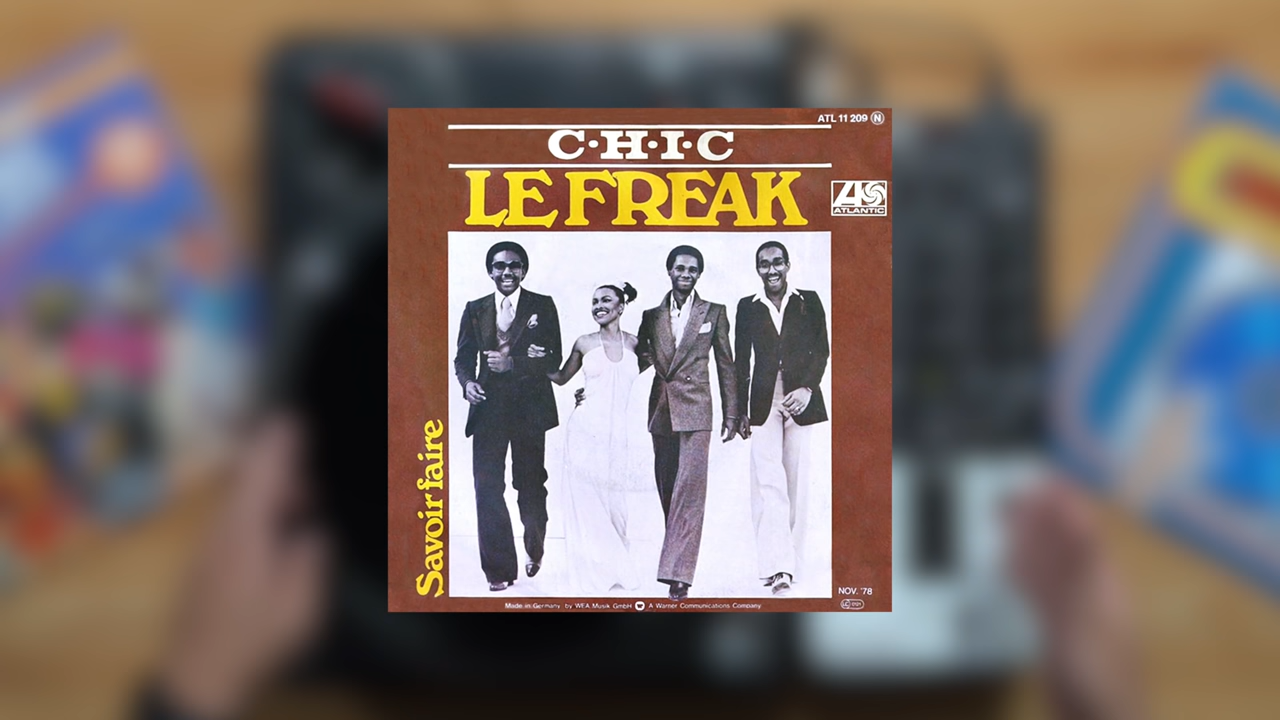 ATL 11 209 N
C·H·I·C
LE FREAK
ATLANTIC
Savoir faire
NOV. '78
Made in Germany by WEA Musik GmbH A Warner Communications Company